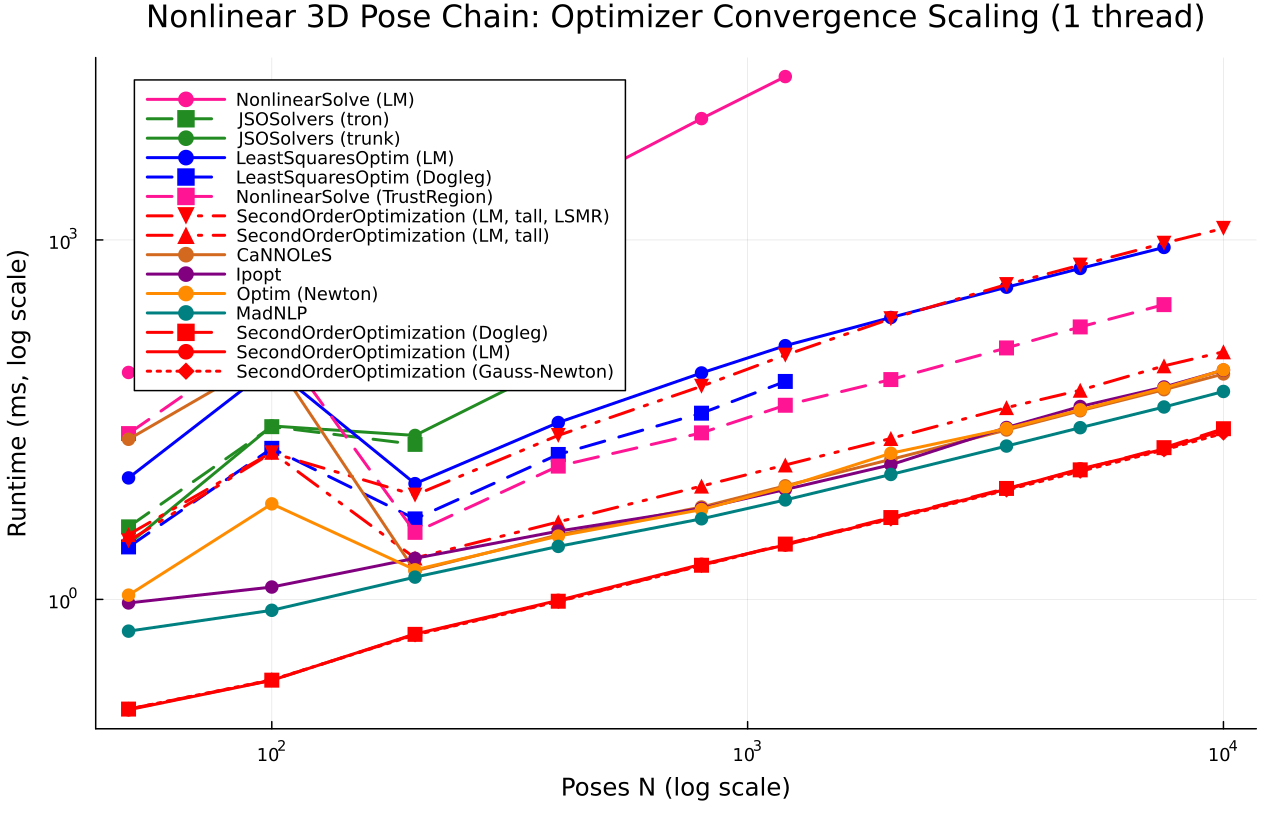 Nonlinear 3D Pose Chain: Optimizer Convergence Scaling (1 thread)
NonlinearSolve (LM)
JSOSolvers (tron)
JSOSolvers (trunk)
LeastSquaresOptim (LM)
LeastSquaresOptim (Dogleg)
NonlinearSolve (TrustRegion)
SecondOrderOptimization (LM, tall, LSMR)
SecondOrderOptimization (LM, tall)
CaNNOLeS
Ipopt
Optim (Newton)
MadNLP
SecondOrderOptimization (Dogleg)
SecondOrderOptimization (LM)
SecondOrderOptimization (Gauss-Newton)
Runtime (ms, log scale)
10³
10⁰
10² 10³ 10⁴
Poses N (log scale)